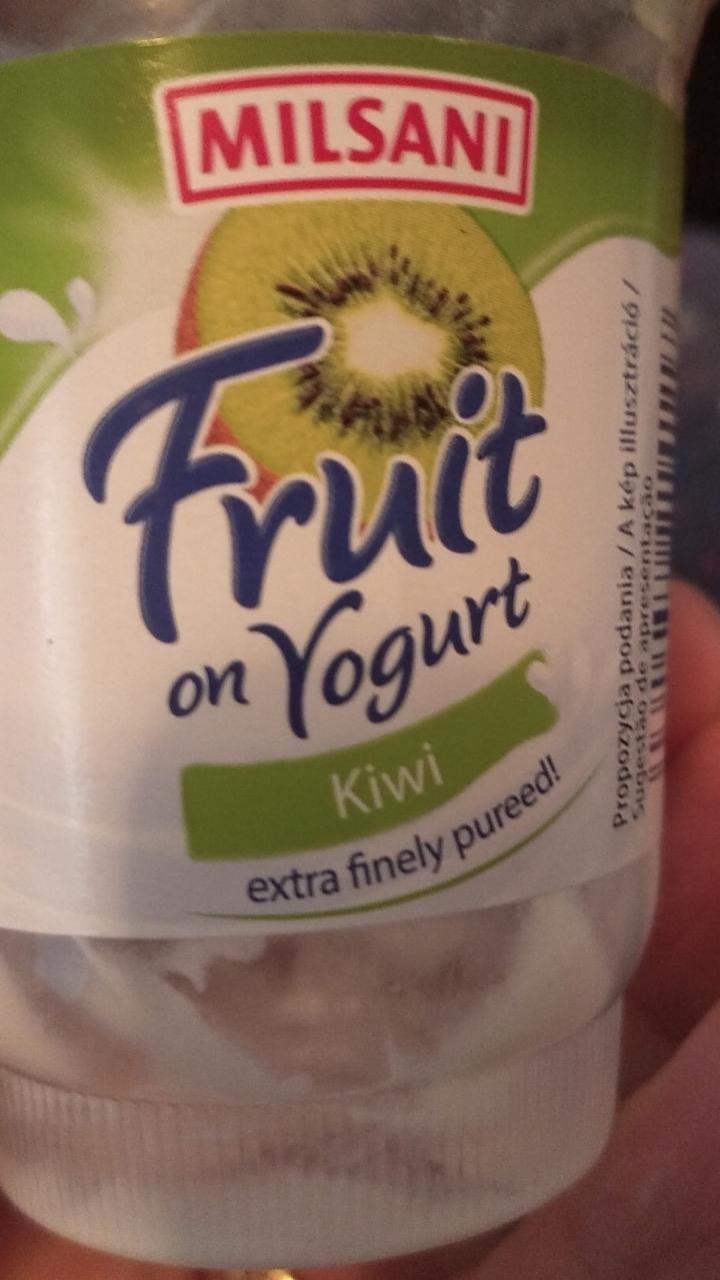 MILSANI
Fruit
on Yogurt
Kiwi
extra finely pureed!
Propozycja podania / A kép illusztráció /
Sugestão de apresentação